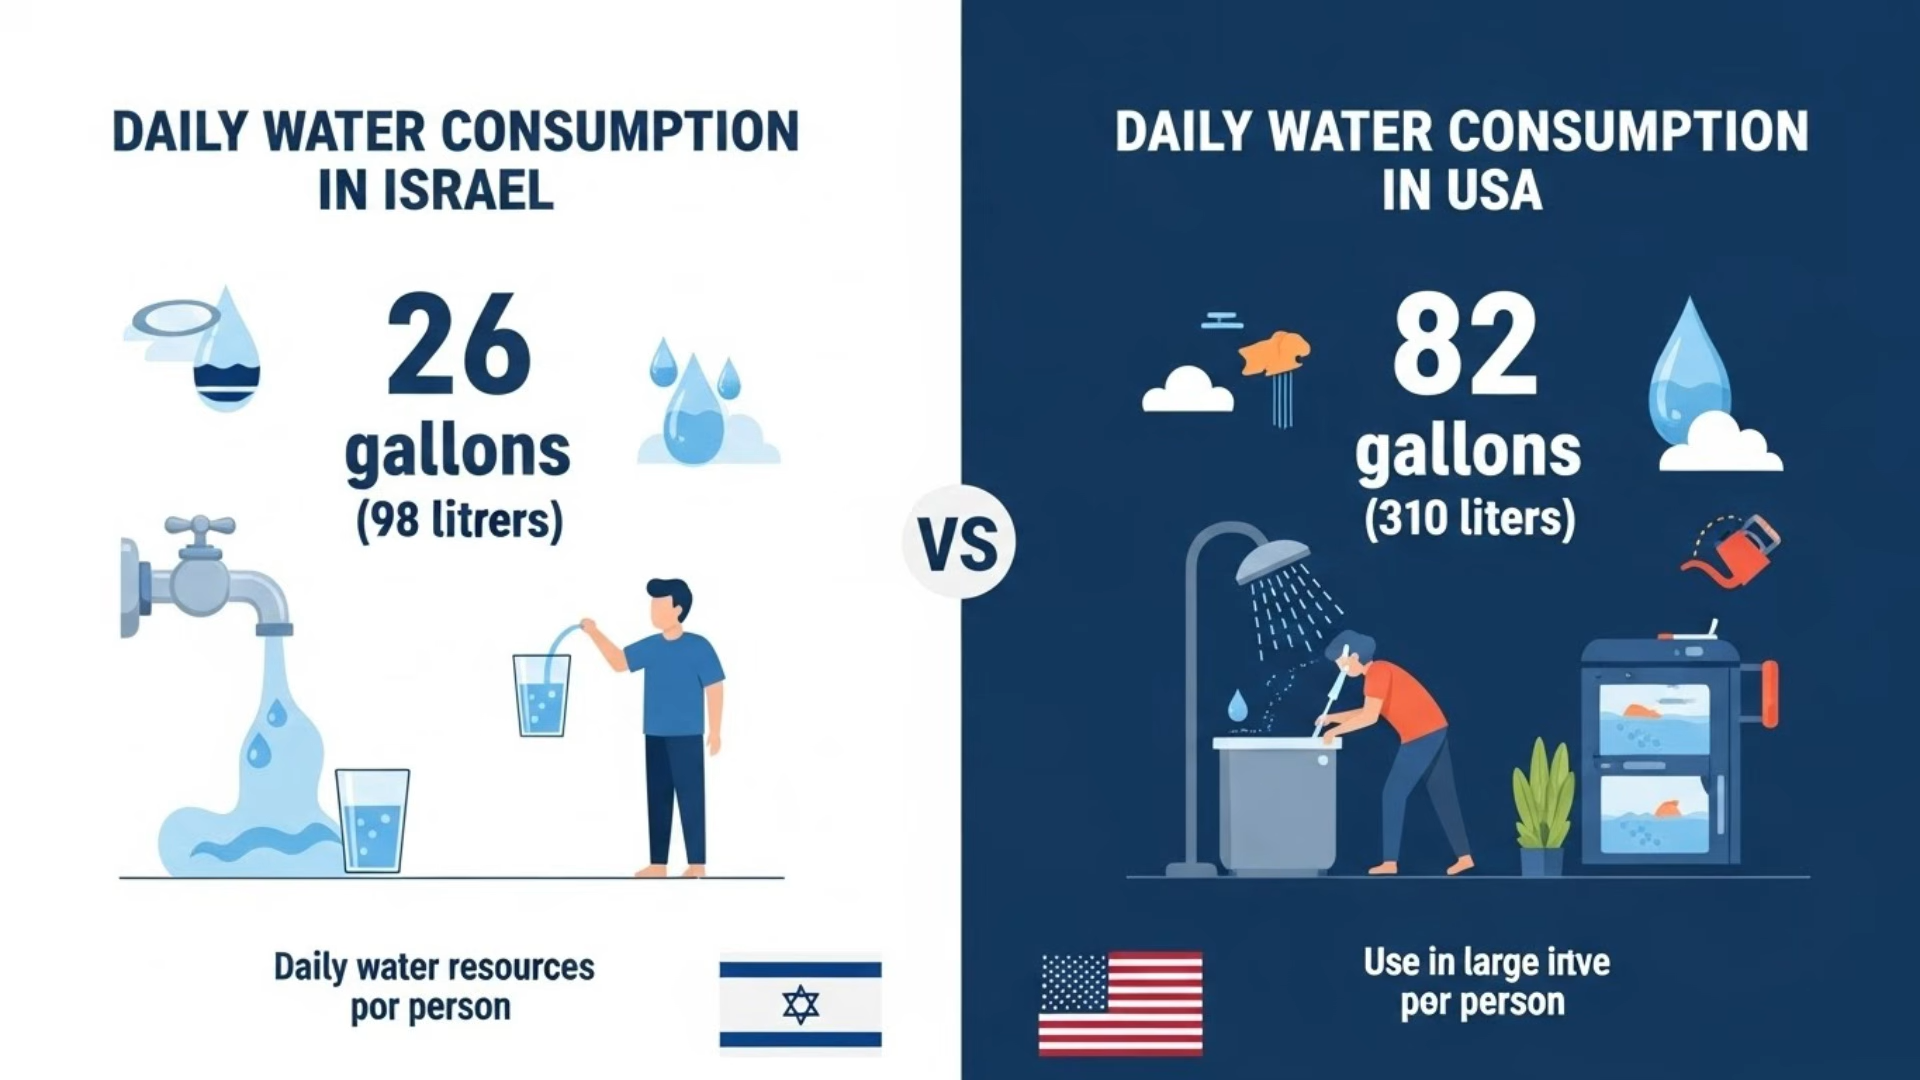 DAILY WATER CONSUMPTION
IN ISRAEL
26
gallons
(98 litrers)
Daily water resources
por person
VS
DAILY WATER CONSUMPTION
IN USA
82
gallons
(310 liters)
Use in large irtve
per person